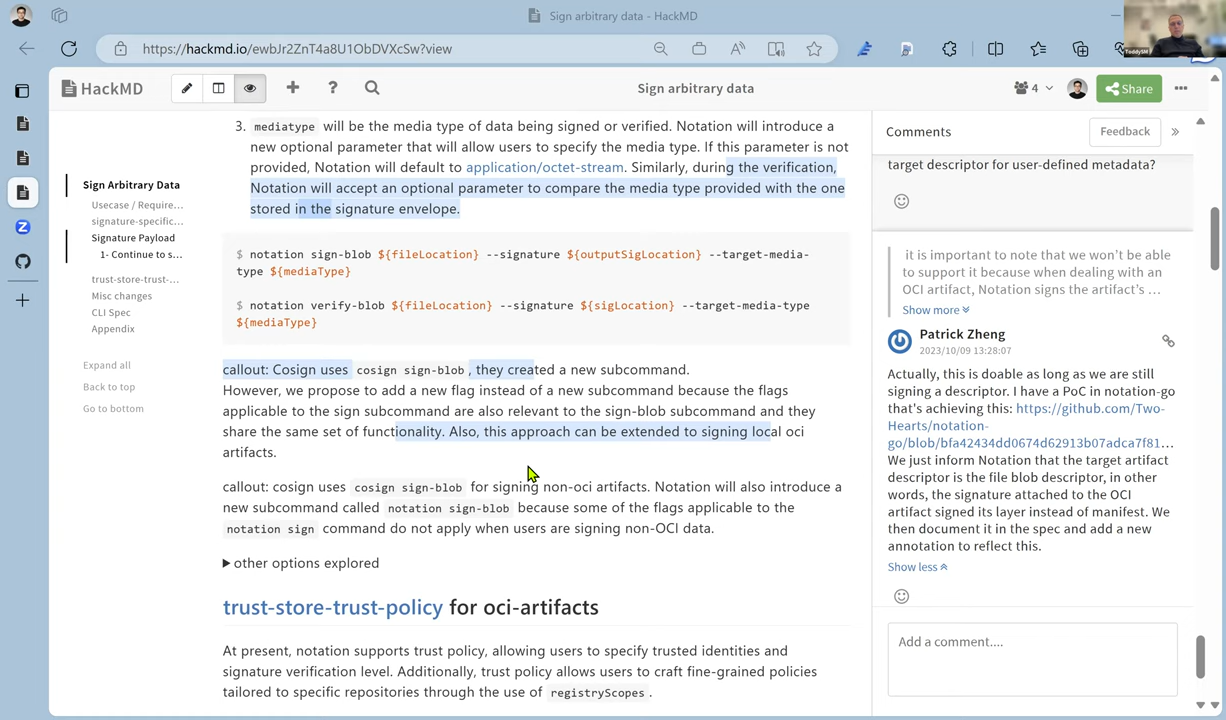 Sign arbitrary data - HackMD
ToddySM
https://hackmd.io/ewbJr2ZnT4a8U1ObDVXcSw?view
HackMD
Sign arbitrary data
4
Share
Sign Arbitrary Data
Usecase / Require...
signature-specific...
Signature Payload
1- Continue to s...
trust-store-trust-...
Misc changes
CLI Spec
Appendix
Expand all
Back to top
Go to bottom
3. mediatype will be the media type of data being signed or verified. Notation will introduce a
new optional parameter that will allow users to specify the media type. If this parameter is not
provided, Notation will default to application/octet-stream. Similarly, during the verification,
Notation will accept an optional parameter to compare the media type provided with the one
stored in the signature envelope.
$ notation sign-blob ${fileLocation} --signature ${outputSigLocation} --target-media-
type ${mediaType}
$ notation verify-blob ${fileLocation} --signature ${sigLocation} --target-media-type
${mediaType}
callout: Cosign uses cosign sign-blob, they created a new subcommand.
However, we propose to add a new flag instead of a new subcommand because the flags
applicable to the sign subcommand are also relevant to the sign-blob subcommand and they
share the same set of functionality. Also, this approach can be extended to signing local oci
artifacts.
callout: cosign uses cosign sign-blob for signing non-oci artifacts. Notation will also introduce a
new subcommand called notation sign-blob because some of the flags applicable to the
notation sign command do not apply when users are signing non-OCI data.
other options explored
trust-store-trust-policy for oci-artifacts
At present, notation supports trust policy, allowing users to specify trusted identities and
signature verification level. Additionally, trust policy allows users to craft fine-grained policies
tailored to specific repositories through the use of registryScopes .
Comments
Feedback
target descriptor for user-defined metadata?
it is important to note that we won't be able
to support it because when dealing with an
OCI artifact, Notation signs the artifact's ...
Show more
Patrick Zheng
2023/10/09 13:28:07
Actually, this is doable as long as we are still
signing a descriptor. I have a PoC in notation-go
that's achieving this: https://github.com/Two-
Hearts/notation-
go/blob/bfa42434dd0674d62913b07adca7f81...
We just inform Notation that the target artifact
descriptor is the file blob descriptor, in other
words, the signature attached to the OCI
artifact signed its layer instead of manifest. We
then document it in the spec and add a new
annotation to reflect this.
Show less
Add a comment....